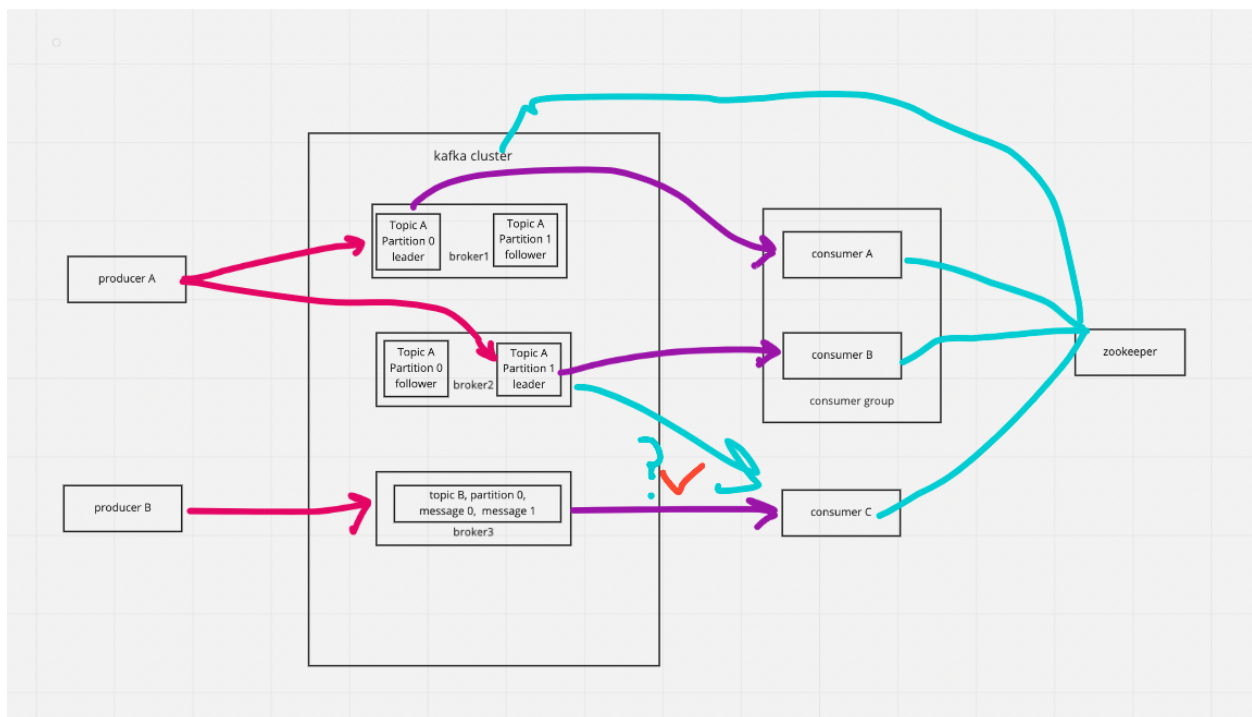 kafka cluster
Topic A
Partition 0
leader
broker1
Topic A
Partition 1
follower
producer A
consumer A
Topic A
Partition 0
follower
broker2
Topic A
Partition 1
leader
consumer B
zookeeper
consumer group
?
producer B
topic B, partition 0,
message 0, message 1
broker3
consumer C